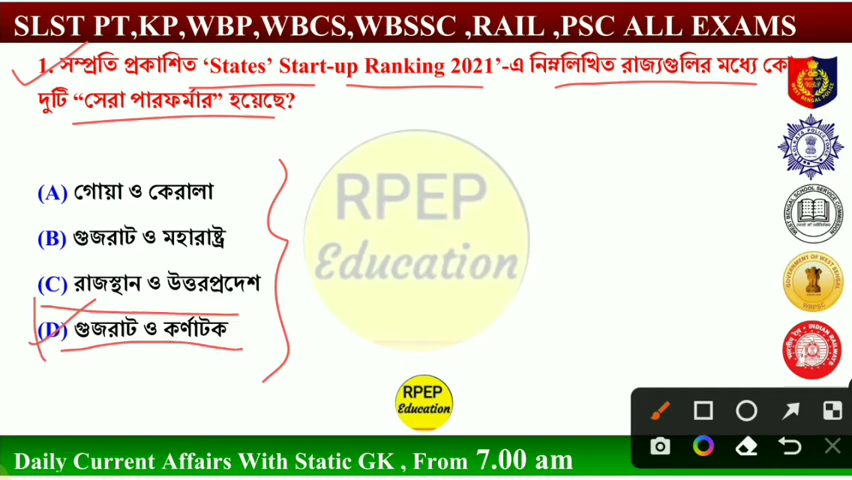 SLST PT,KP,WBP,WBCS,WBSSC ,RAIL ,PSC ALL EXAMS
1. সম্প্রতি প্রকাশিত ‘States’ Start-up Ranking 2021’-এ নিম্নলিখিত রাজ্যগুলির মধ্যে
দুটি “সেরা পারফর্মার” হয়েছে?
(A) গোয়া ও কেরালা
(B) গুজরাট ও মহারাষ্ট্র
(C) রাজস্থান ও উত্তরপ্রদেশ
(D) গুজরাট ও কর্ণাটক
RPEP
Education
RPEP
Education
INDIAN RAILWAYS
Daily Current Affairs With Static GK , From 7.00 am